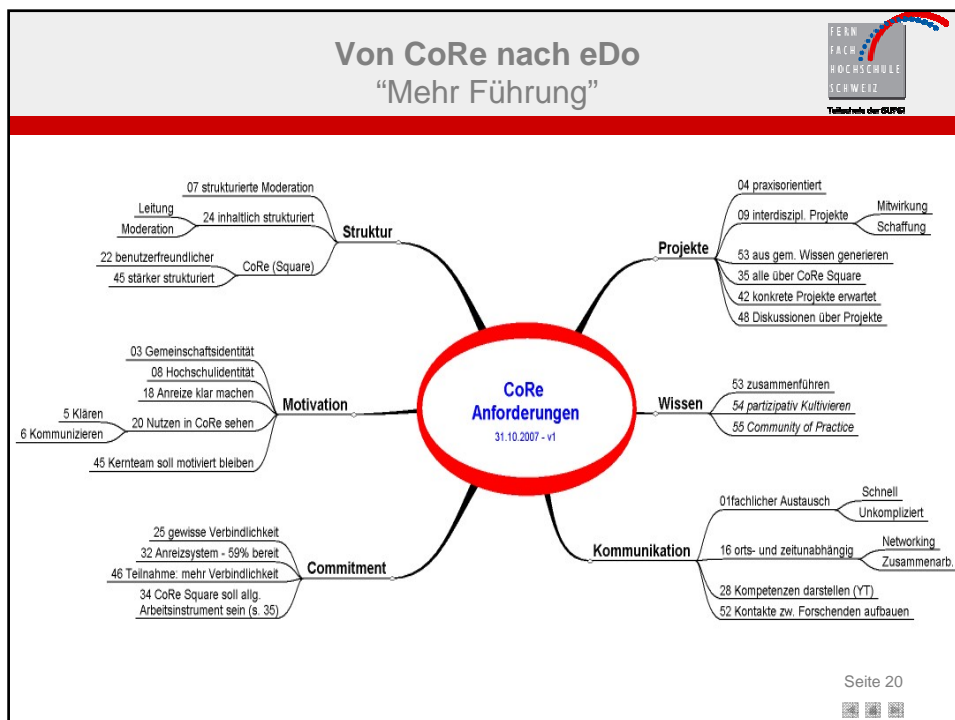 Von CoRe nach eDo
“Mehr Führung”
FERN
FACH
HOCHSCHULE
SCHWEIZ
Teilschule der SUPSI
07 strukturierte Moderation
Leitung
Moderation
24 inhaltlich strukturiert
Struktur
22 benutzerfreundlicher
45 stärker strukturiert
CoRe (Square)
03 Gemeinschaftsidentität
08 Hochschulidentität
18 Anreize klar machen
Motivation
5 Klären
6 Kommunizieren
20 Nutzen in CoRe sehen
45 Kernteam soll motiviert bleiben
25 gewisse Verbindlichkeit
32 Anreizsystem - 59% bereit
Commitment
46 Teilnahme: mehr Verbindlichkeit
34 CoRe Square soll allg.
Arbeitsinstrument sein (s. 35)
CoRe
Anforderungen
31.10.2007 - v1
04 praxisorientiert
09 interdiszipl. Projekte
Mitwirkung
Schaffung
Projekte
53 aus gem. Wissen generieren
35 alle über CoRe Square
42 konkrete Projekte erwartet
48 Diskussionen über Projekte
Wissen
53 zusammenführen
54 partizipativ Kultivieren
55 Community of Practice
01fachlicher Austausch
Schnell
Unkompliziert
Kommunikation
16 orts- und zeitunabhängig
Networking
Zusammenarb.
28 Kompetenzen darstellen (YT)
52 Kontakte zw. Forschenden aufbauen
Seite 20